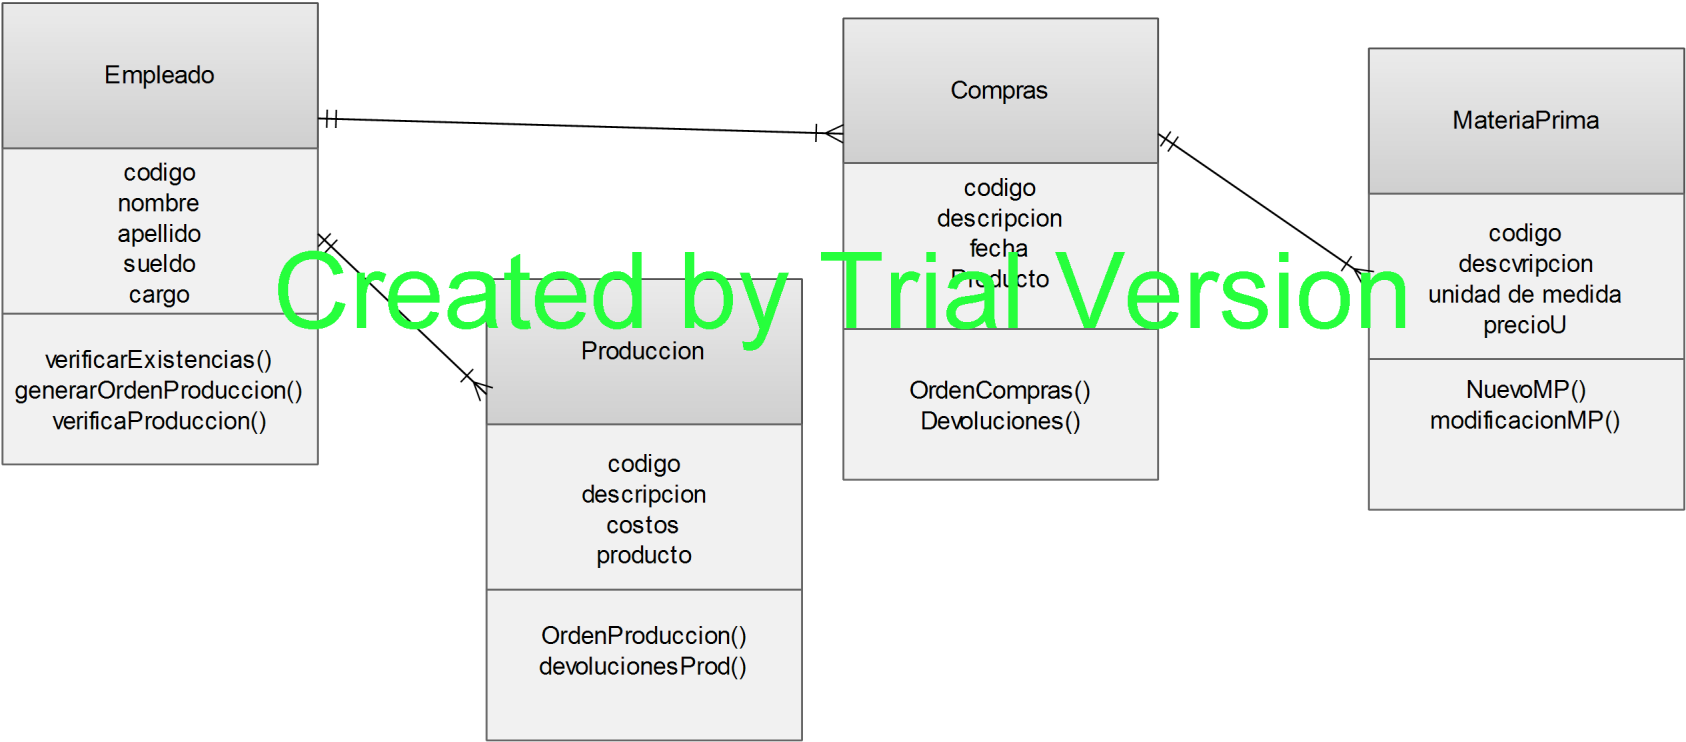 Empleado
codigo
nombre
apellido
sueldo
cargo
verificarExistencias()
generarOrdenProduccion()
verificaProduccion()
Produccion
codigo
descripcion
costos
producto
OrdenProduccion()
devolucionesProd()
Compras
codigo
descripcion
fecha
Producto
OrdenCompras()
Devoluciones()
MateriaPrima
codigo
descvripcion
unidad de medida
precioU
NuevoMP()
modificacionMP()
Created by Trial Version